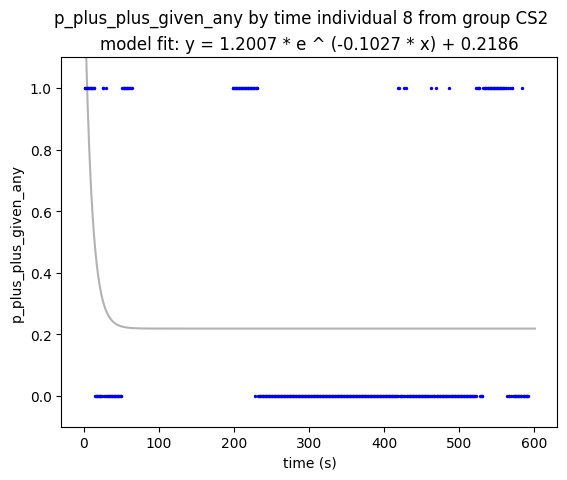 p_plus_plus_given_any by time individual 8 from group CS2
model fit: y = 1.2007 * e ^ (-0.1027 * x) + 0.2186
1.0
0.8
0.6
0.4
0.2
0.0
p_plus_plus_given_any
0 100 200 300 400 500 600
time (s)